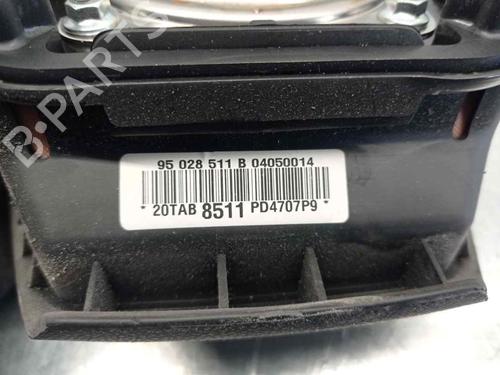 B-PARTS
95 028 511 B 04050014
* 20TAB 8511 PD4707P9 *